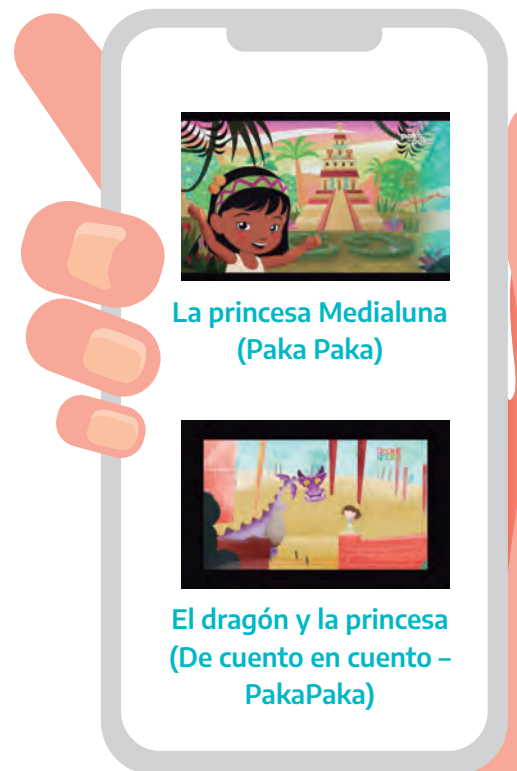 La princesa Medialuna
(Paka Paka)
El dragón y la princesa
(De cuento en cuento –
PakaPaka)